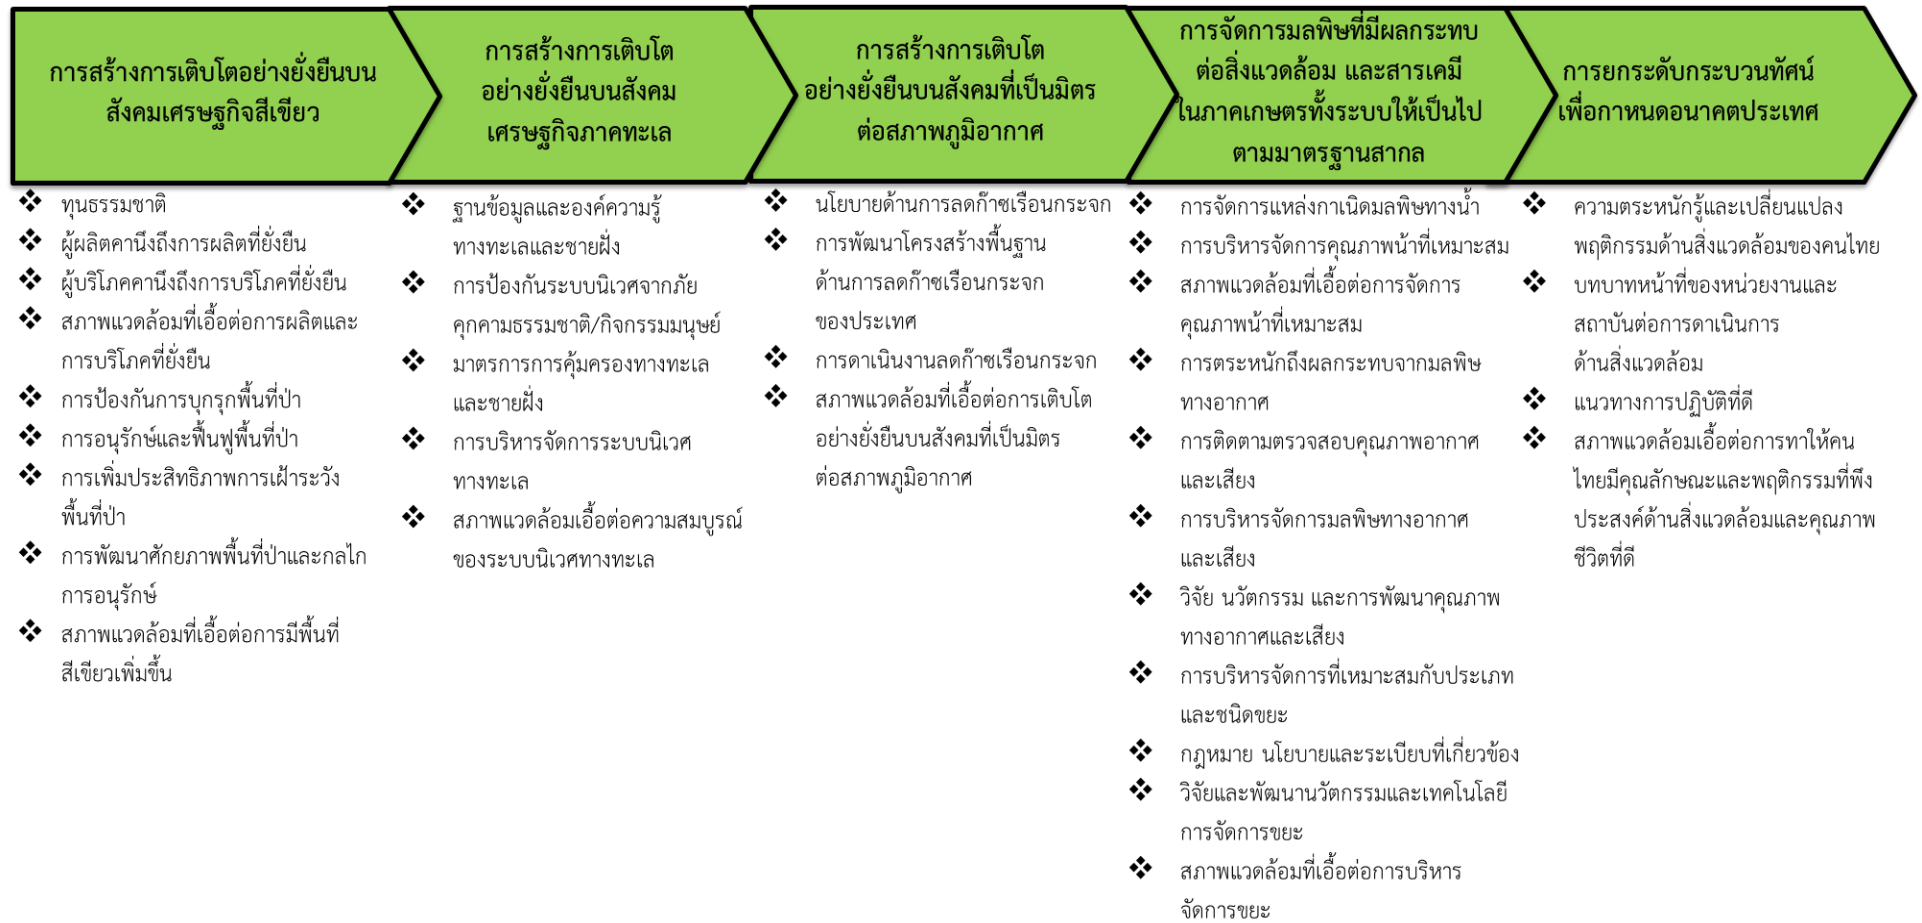 การสร้างการเติบโตอย่างยั่งยืนบน
สังคมเศรษฐกิจสีเขียว
การสร้างการเติบโต
อย่างยั่งยืนบนสังคม
เศรษฐกิจภาคทะเล
การสร้างการเติบโต
อย่างยั่งยืนบนสังคมที่เป็นมิตร
ต่อสภาพภูมิอากาศ
การจัดการมลพิษที่มีผลกระทบ
ต่อสิ่งแวดล้อม และสารเคมี
ในภาคเกษตรทั้งระบบให้เป็นไป
ตามมาตรฐานสากล
การยกระดับกระบวนทัศน์
เพื่อกาหนดอนาคตประเทศ
❖ ทุนธรรมชาติ
❖ ผู้ผลิตคานึงถึงการผลิตที่ยั่งยืน
❖ ผู้บริโภคคานึงถึงการบริโภคที่ยั่งยืน
❖ สภาพแวดล้อมที่เอื้อต่อการผลิตและ
การบริโภคที่ยั่งยืน
❖ การป้องกันการบุกรุกพื้นที่ป่า
❖ การอนุรักษ์และฟื้นฟูพื้นที่ป่า
❖ การเพิ่มประสิทธิภาพการเฝ้าระวัง
พื้นที่ป่า
❖ การพัฒนาศักยภาพพื้นที่ป่าและกลไก
การอนุรักษ์
❖ สภาพแวดล้อมที่เอื้อต่อการมีพื้นที่
สีเขียวเพิ่มขึ้น
❖ ฐานข้อมูลและองค์ความรู้
ทางทะเลและชายฝั่ง
❖ การป้องกันระบบนิเวศจากภัย
คุกคามธรรมชาติ/กิจกรรมมนุษย์
❖ มาตรการการคุ้มครองทางทะเล
และชายฝั่ง
❖ การบริหารจัดการระบบนิเวศ
ทางทะเล
❖ สภาพแวดล้อมเอื้อต่อความสมบูรณ์
ของระบบนิเวศทางทะเล
❖ นโยบายด้านการลดก๊าซเรือนกระจก
❖ การพัฒนาโครงสร้างพื้นฐาน
ด้านการลดก๊าซเรือนกระจก
ของประเทศ
❖ การดาเนินงานลดก๊าซเรือนกระจก
❖ สภาพแวดล้อมที่เอื้อต่อการเติบโต
อย่างยั่งยืนบนสังคมที่เป็นมิตร
ต่อสภาพภูมิอากาศ
❖ การจัดการแหล่งกาเนิดมลพิษทางน้ำ
❖ การบริหารจัดการคุณภาพน้าที่เหมาะสม
❖ สภาพแวดล้อมที่เอื้อต่อการจัดการ
คุณภาพน้าที่เหมาะสม
❖ การตระหนักถึงผลกระทบจากมลพิษ
ทางอากาศ
❖ การติดตามตรวจสอบคุณภาพอากาศ
และเสียง
❖ การบริหารจัดการมลพิษทางอากาศ
และเสียง
❖ วิจัย นวัตกรรม และการพัฒนาคุณภาพ
ทางอากาศและเสียง
❖ การบริหารจัดการที่เหมาะสมกับประเภท
และชนิดขยะ
❖ กฎหมาย นโยบายและระเบียบที่เกี่ยวข้อง
❖ วิจัยและพัฒนานวัตกรรมและเทคโนโลยี
การจัดการขยะ
❖ สภาพแวดล้อมที่เอื้อต่อการบริหาร
จัดการขยะ
❖ ความตระหนักรู้และเปลี่ยนแปลง
พฤติกรรมด้านสิ่งแวดล้อมของคนไทย
❖ บทบาทหน้าที่ของหน่วยงานและ
สถาบันต่อการดาเนินการ
ด้านสิ่งแวดล้อม
❖ แนวทางการปฏิบัติที่ดี
❖ สภาพแวดล้อมเอื้อต่อการทาให้คน
ไทยมีคุณลักษณะและพฤติกรรมที่พึง
ประสงค์ด้านสิ่งแวดล้อมและคุณภาพ
ชีวิตที่ดี